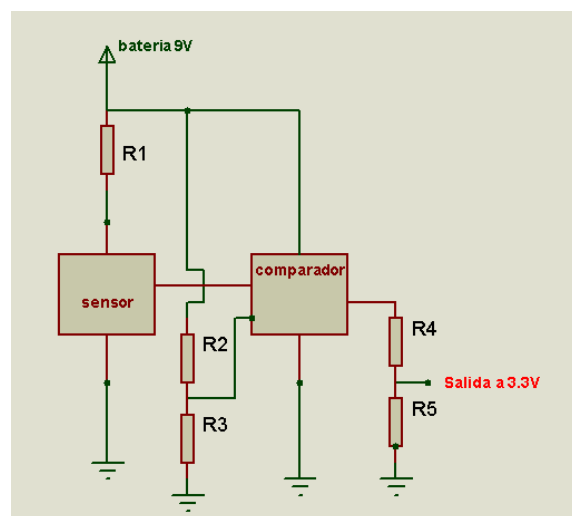 bateria 9V
R1
comparador
sensor
R2
R4
Salida a 3.3V
R3
R5